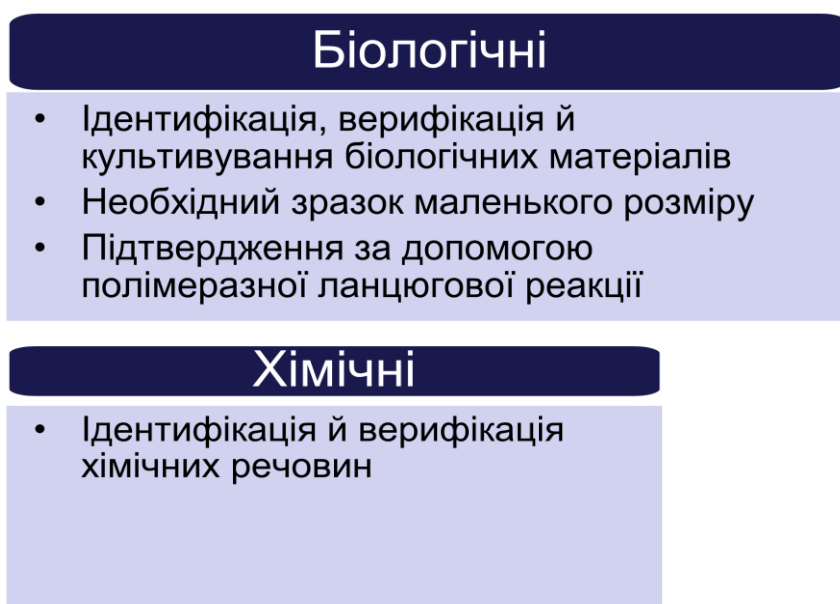 Біологічні
• Ідентифікація, верифікація й
культивування біологічних матеріалів
• Необхідний зразок маленького розміру
• Підтвердження за допомогою
полімеразної ланцюгової реакції
Хімічні
• Ідентифікація й верифікація
хімічних речовин